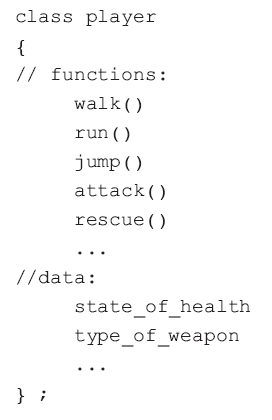 class player
{
// functions:
walk()
run()
jump()
attack()
rescue()
...
//data:
state_of_health
type_of_weapon
...
} ;